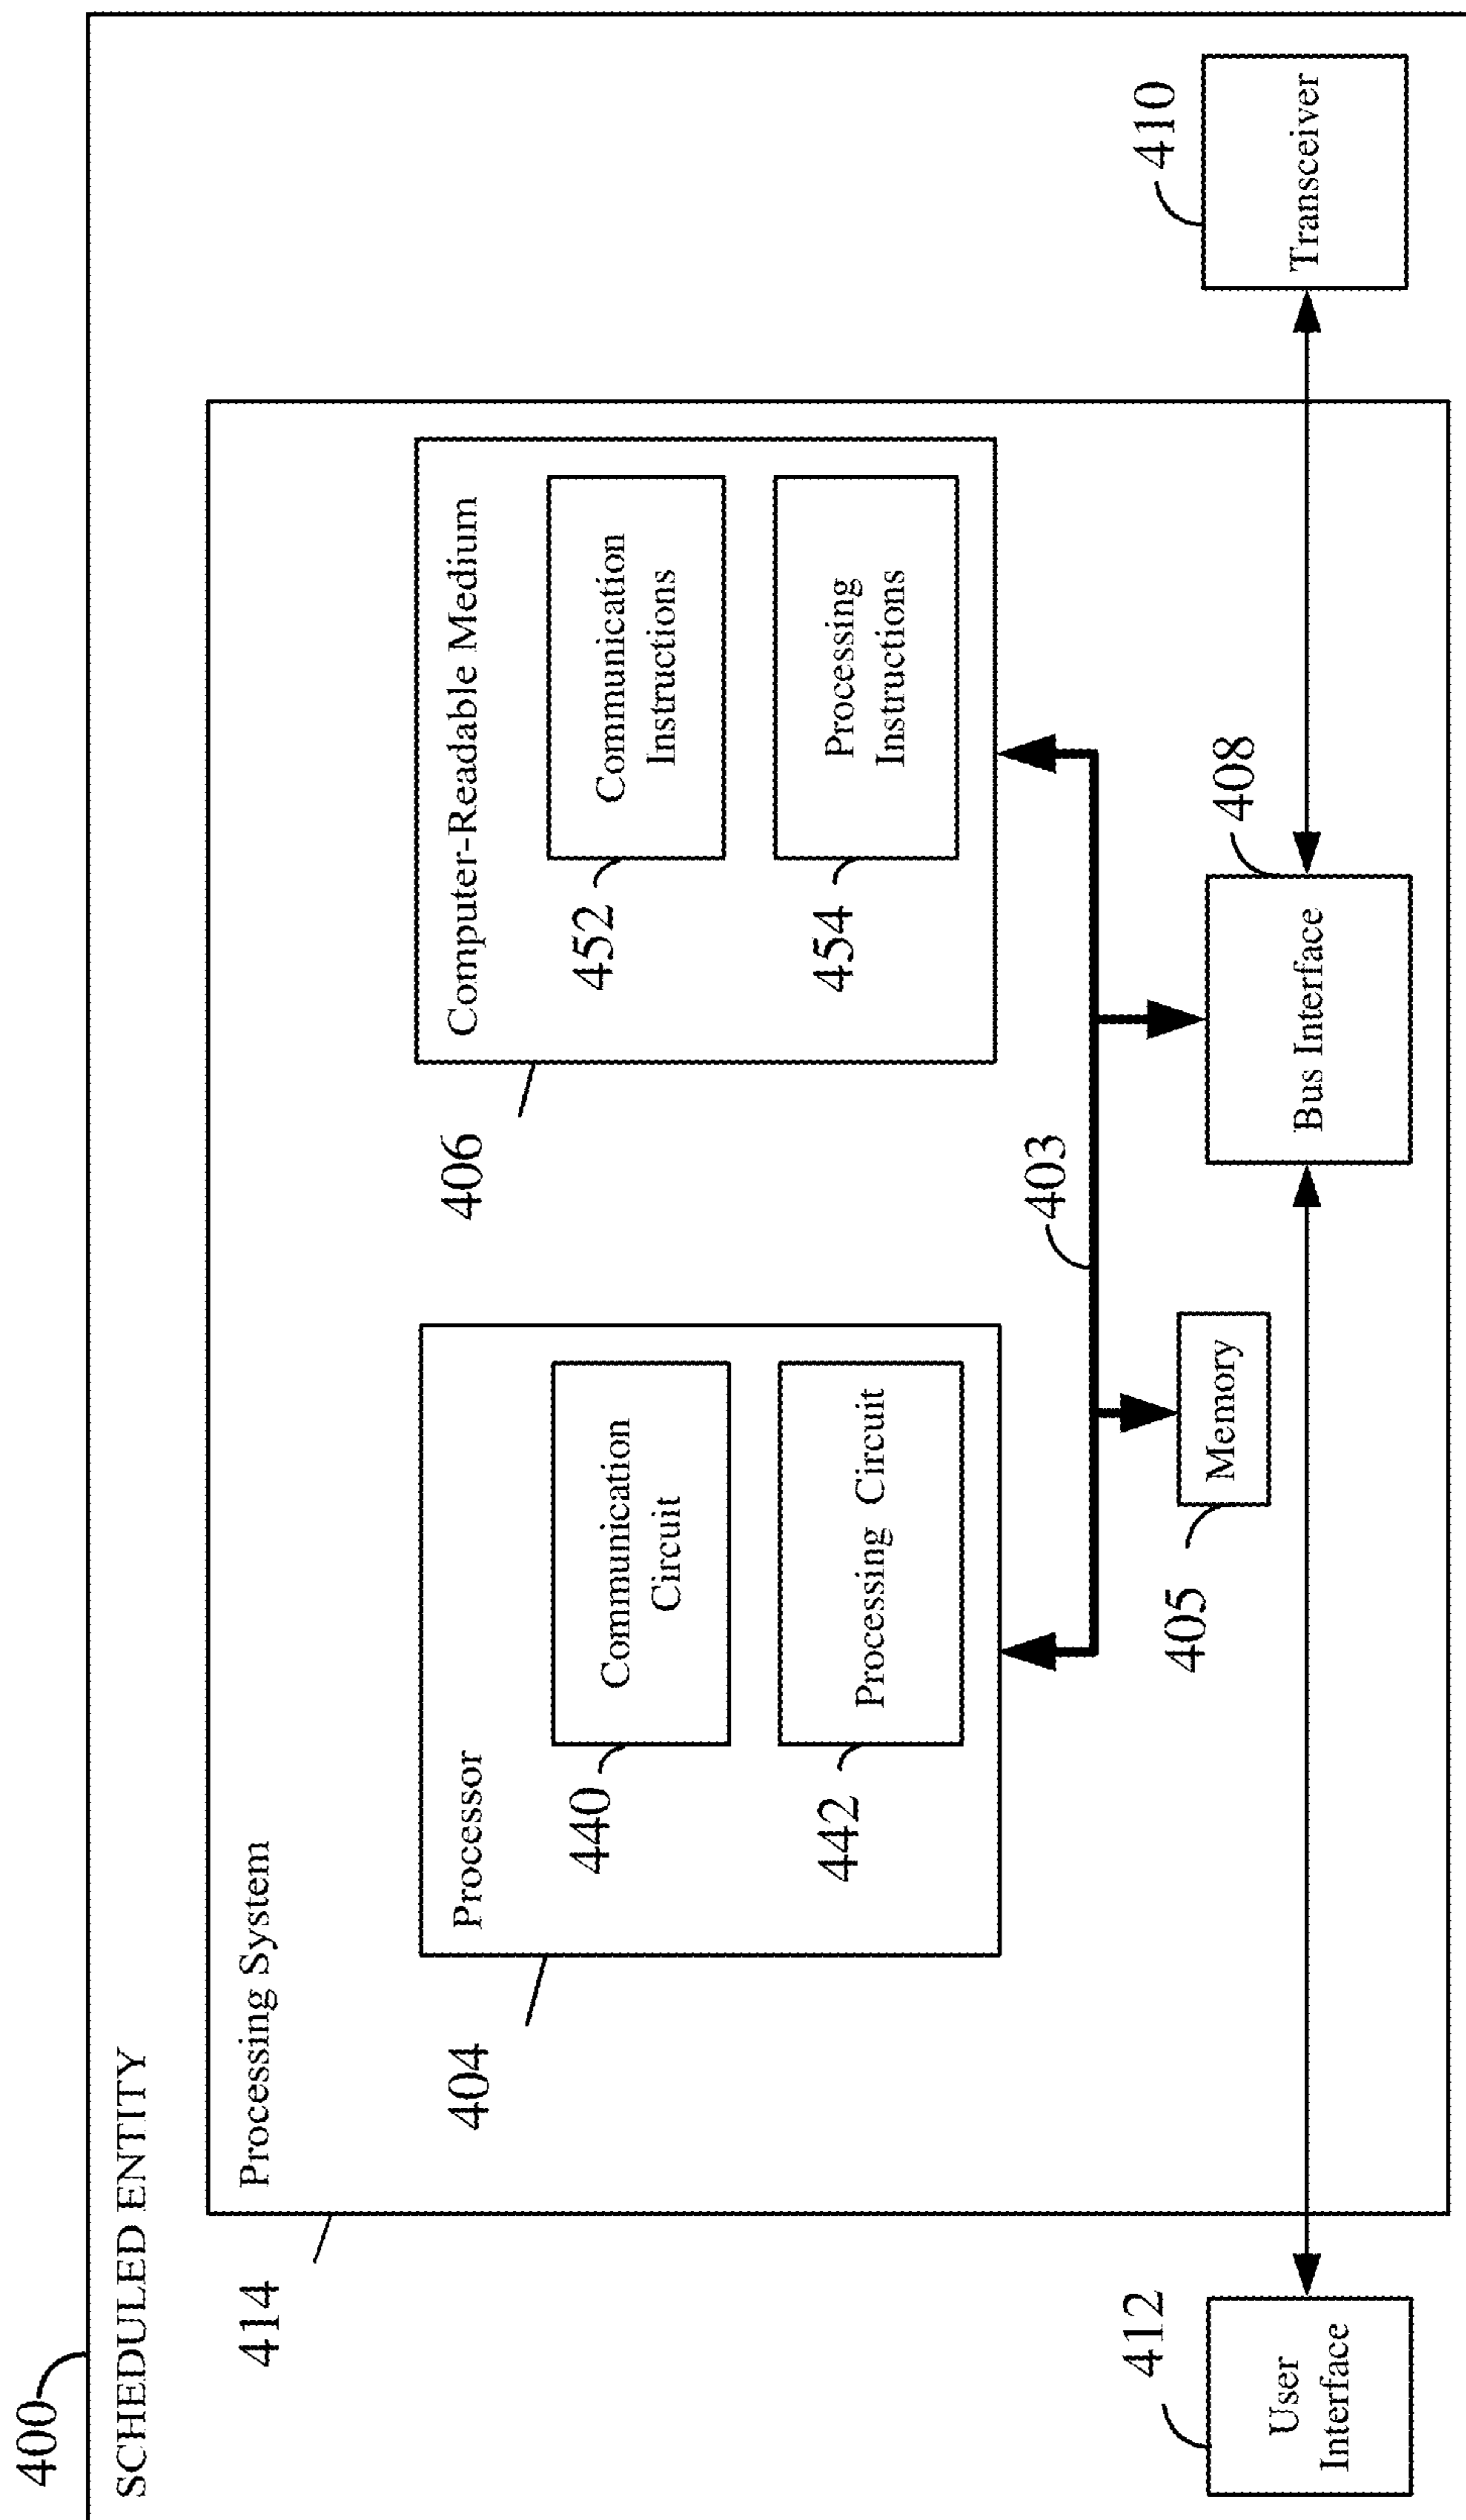 400
SCHEDULED ENTITY
414
Processing System
404
Processor
440
Communication
Circuit
442
Processing Circuit
406
Computer-Readable Medium
452
Communication
Instructions
454
Processing
Instructions
403
405
Memory
408
Bus Interface
412
User
Interface
410
Transceiver